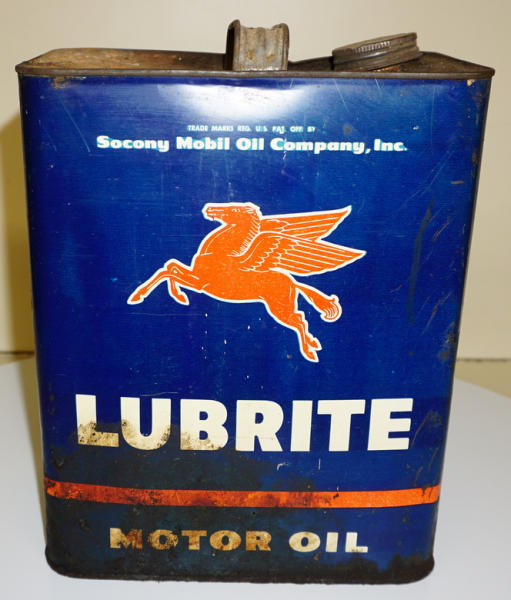 TRADE MARKS REG. U.S. PAT. OFF. BY
Socony Mobil Oil Company, Inc.
LUBRITE
MOTOR OIL